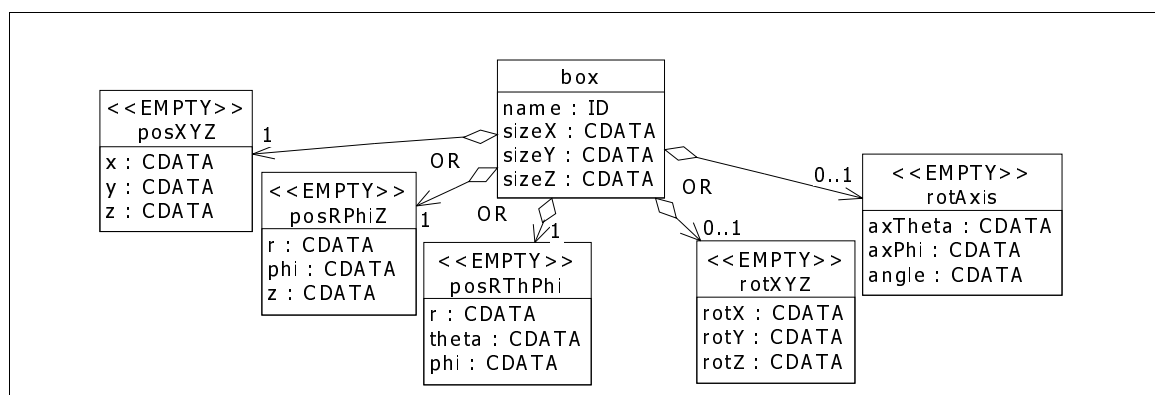 box
name : ID
sizeX : CDATA
sizeY : CDATA
sizeZ : CDATA
<<EMPTY>>
posXYZ
x : CDATA
y : CDATA
z : CDATA
1
OR
<<EMPTY>>
posRPhiZ
r : CDATA
phi : CDATA
z : CDATA
1
OR
<<EMPTY>>
posRThPhi
r : CDATA
theta : CDATA
phi : CDATA
1
OR
<<EMPTY>>
rotXYZ
rotX : CDATA
rotY : CDATA
rotZ : CDATA
0..1
<<EMPTY>>
rotAxis
axTheta : CDATA
axPhi : CDATA
angle : CDATA
0..1